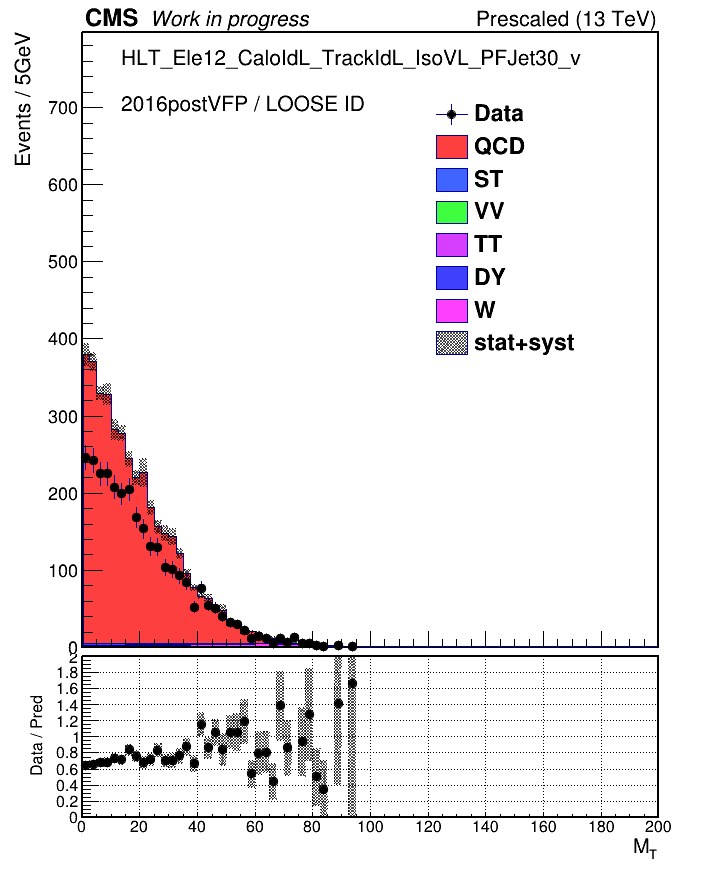 CMS Work in progress Prescaled (13 TeV)
Events / 5GeV
HLT_Ele12_CaloIdL_TrackIdL_IsoVL_PFJet30_v
2016postVFP / LOOSE ID
Data
QCD
ST
VV
TT
DY
W
stat+syst
700
600
500
400
300
200
100
0
Data / Pred
2
1.8
1.6
1.4
1.2
1
0.8
0.6
0.4
0.2
0
0 20 40 60 80 100 120 140 160 180 200
M_T